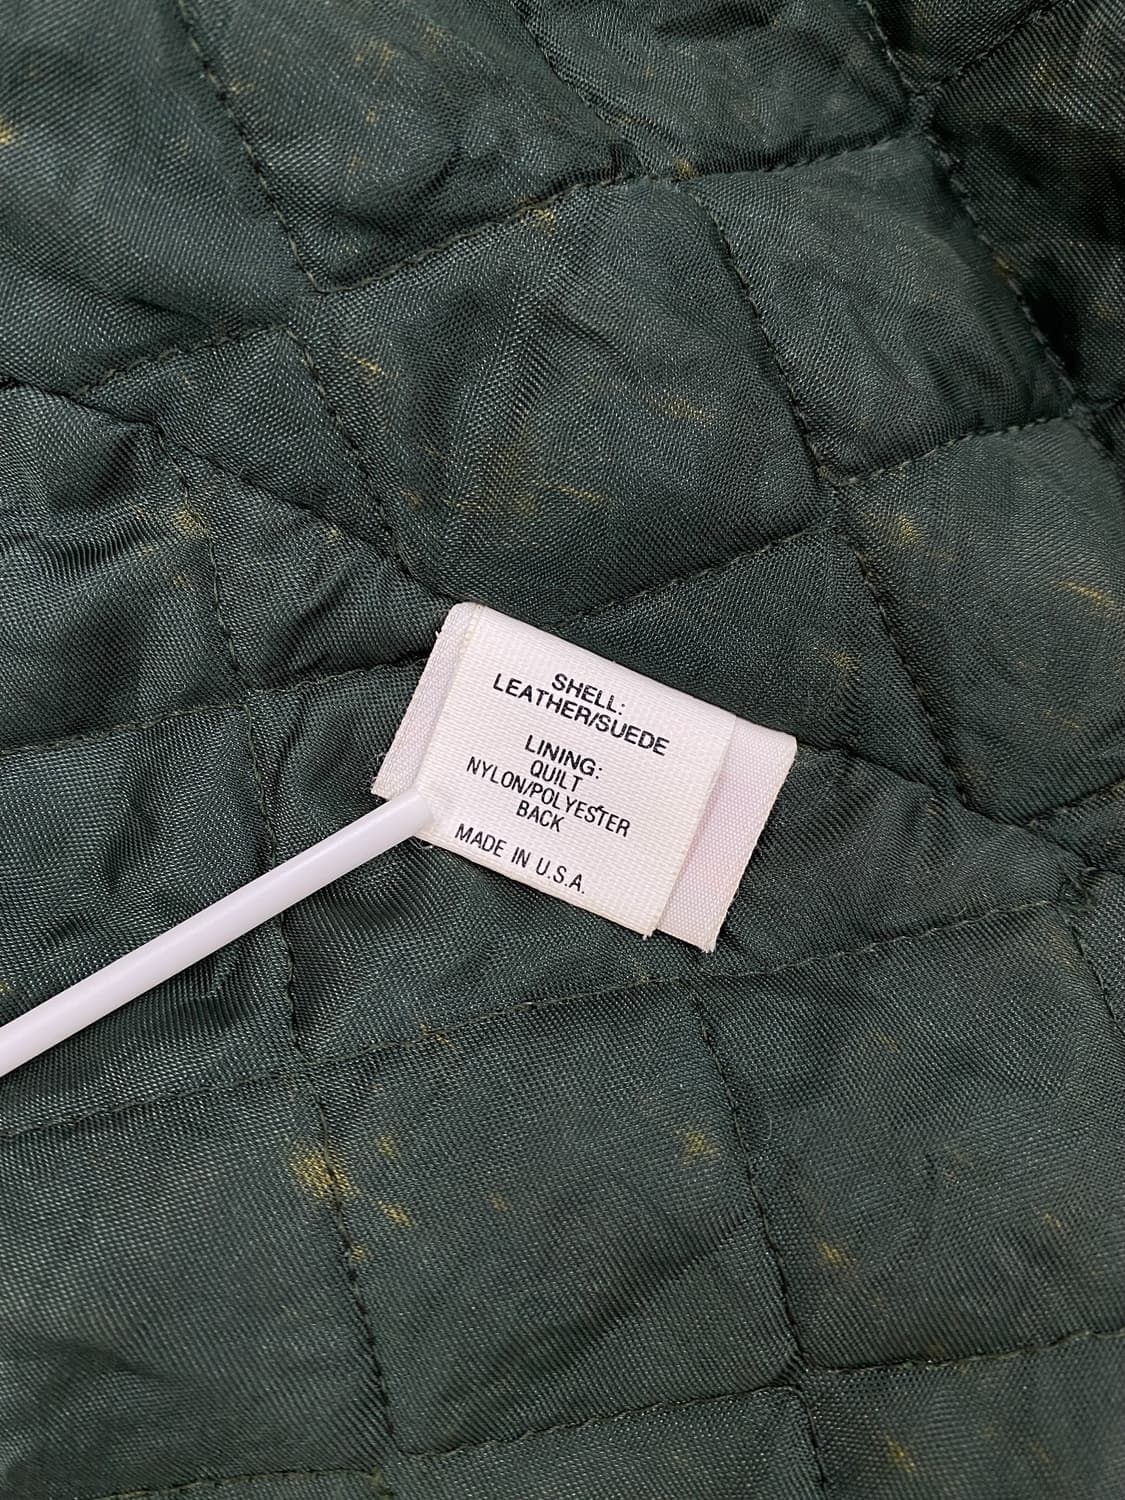 SHELL:
LEATHER/SUEDE
LINING:
QUILT
NYLON/POLYESTER
BACK
MADE IN U.S.A.